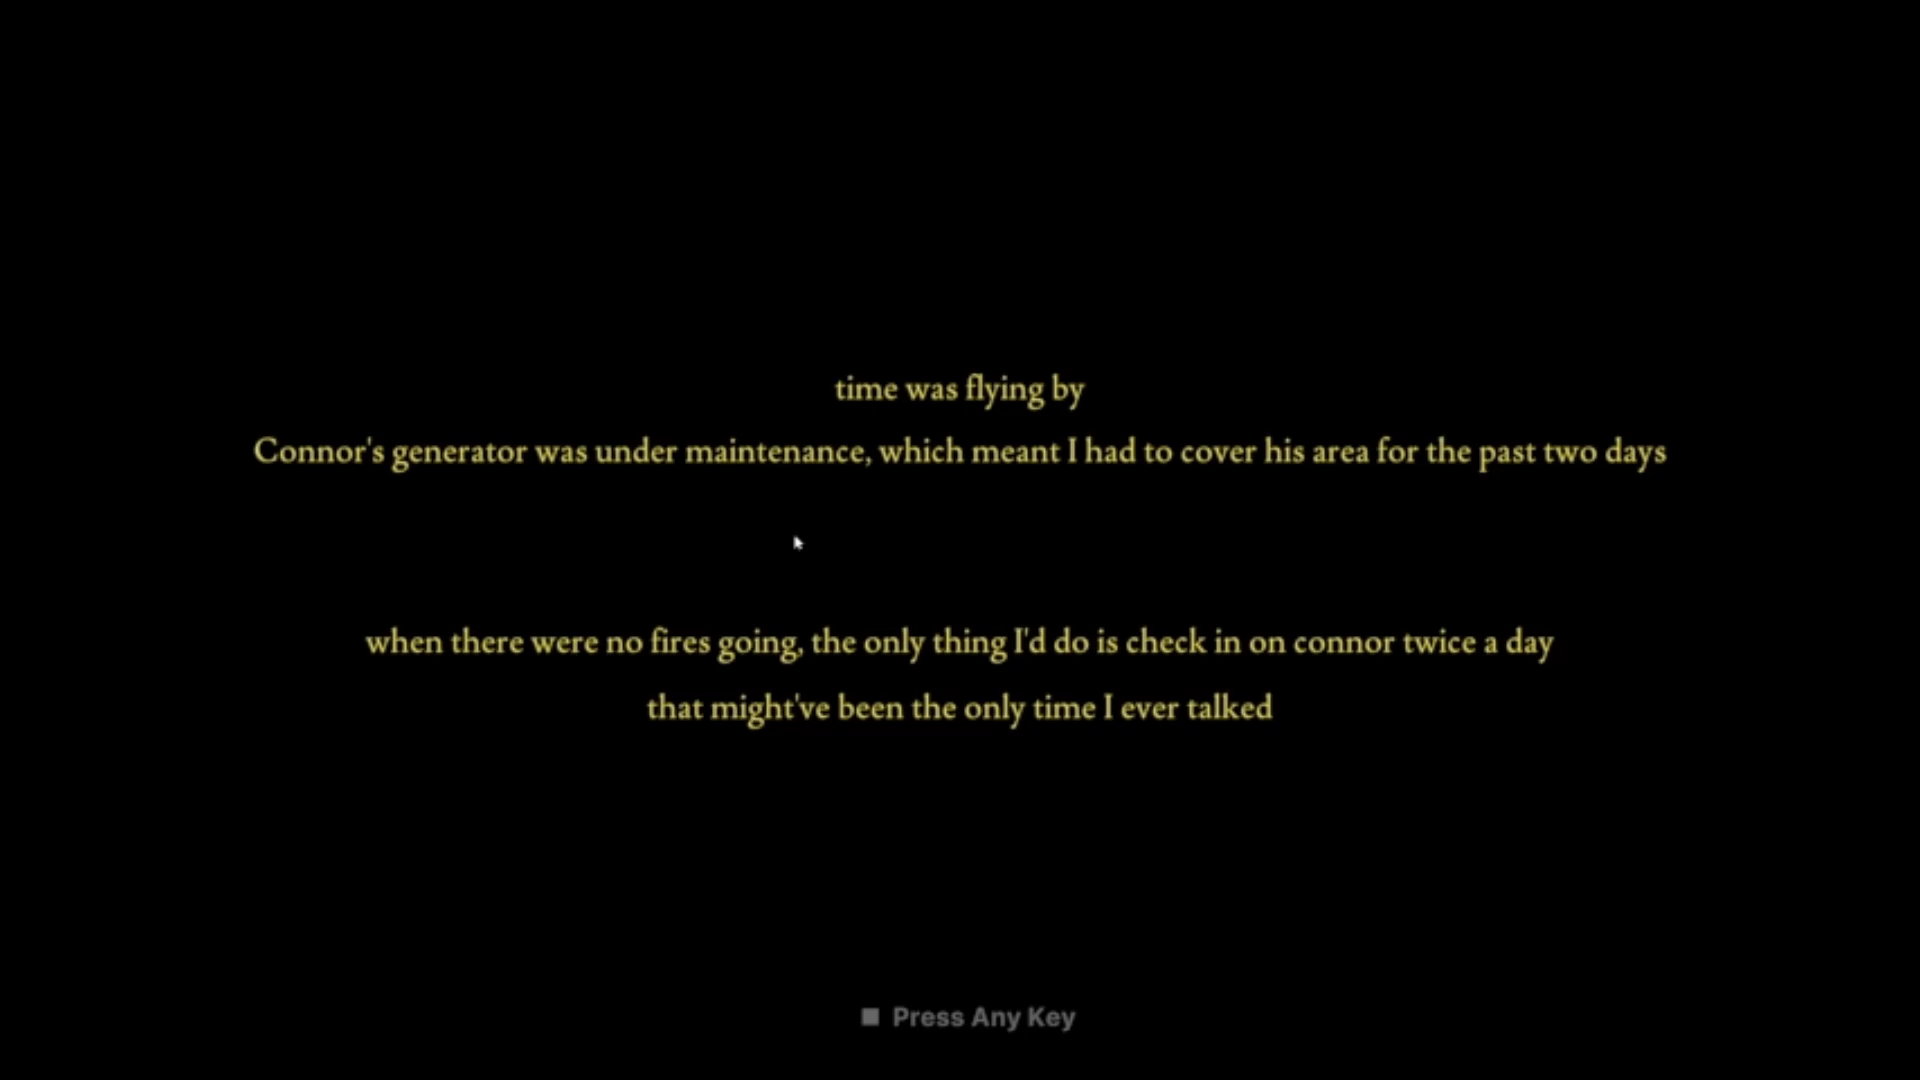 time was flying by
Connor's generator was under maintenance, which meant I had to cover his area for the past two days
when there were no fires going, the only thing I'd do is check in on connor twice a day
that might've been the only time I ever talked
Press Any Key